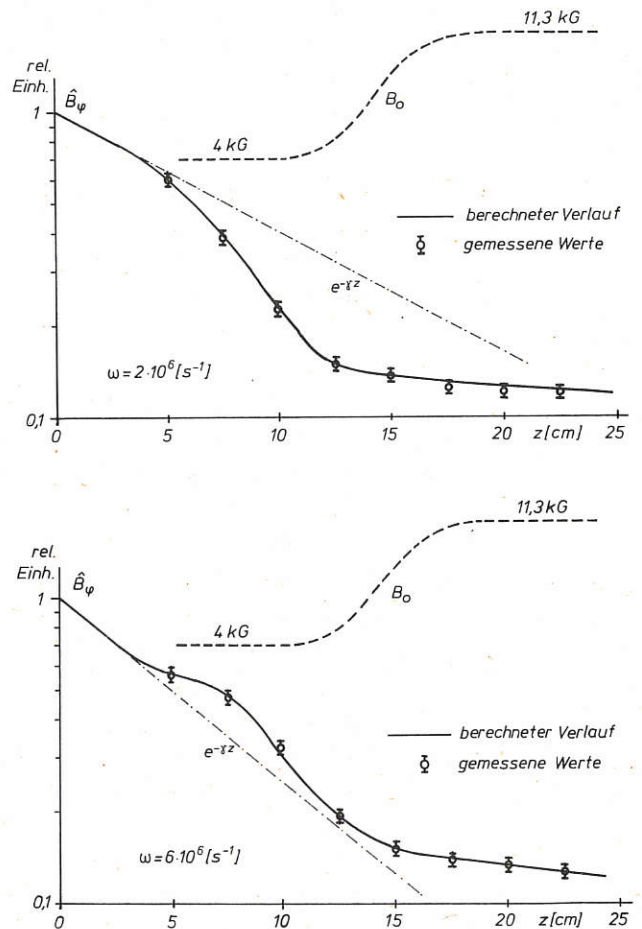 11,3 kG
rel.
Einh.
B̂φ
1
B₀
4 kG
berechneter Verlauf
gemessene Werte
e^-γz
ω = 2·10⁶ [s⁻¹]
0,1
0 5 10 15 20 z [cm] 25
11,3 kG
rel.
Einh.
B̂φ
1
B₀
4 kG
berechneter Verlauf
e^-γz
gemessene Werte
ω = 6·10⁶ [s⁻¹]
0,1
0 5 10 15 20 z [cm] 25